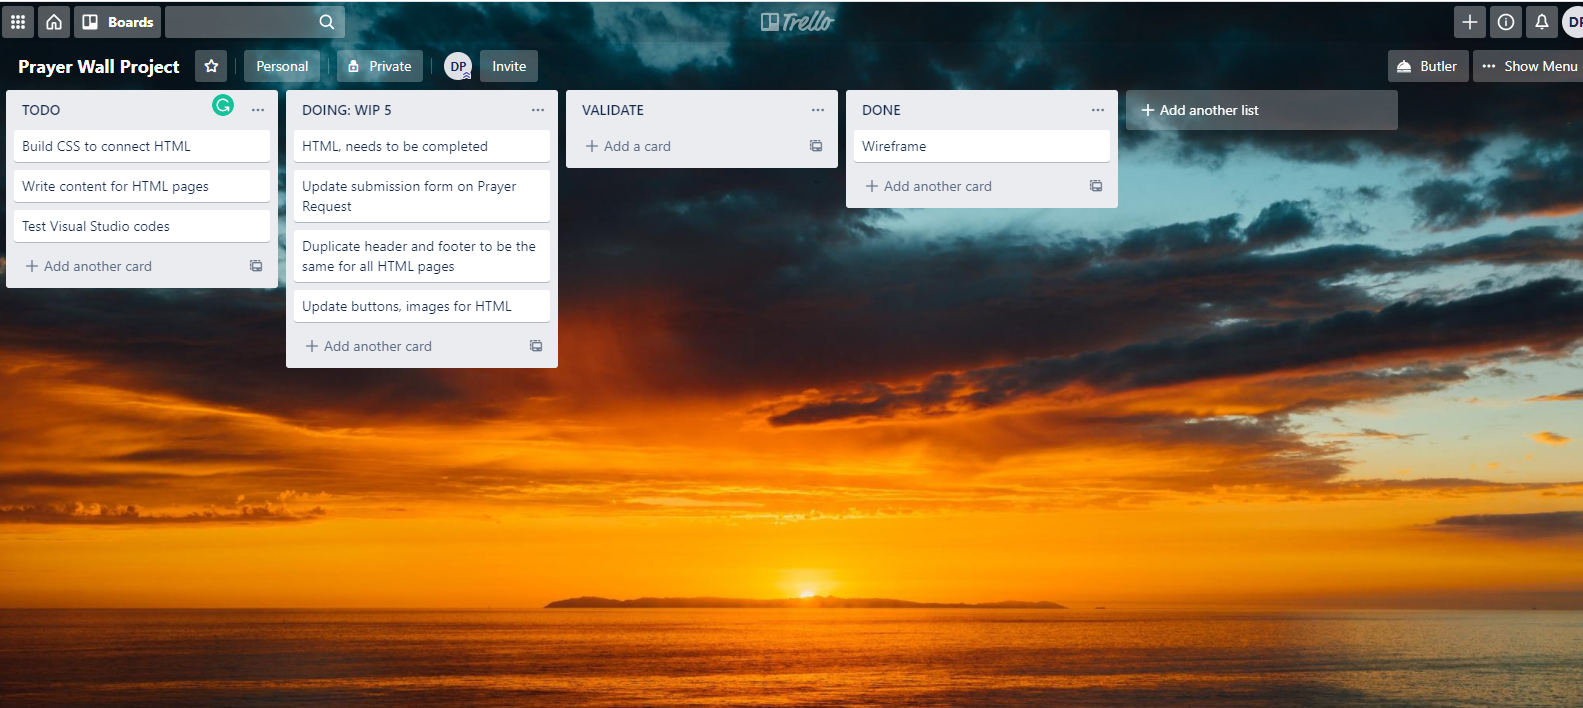 Boards
Trello
DP
Prayer Wall Project
Personal
Private
DP
Invite
Butler
Show Menu
TODO
Build CSS to connect HTML
Write content for HTML pages
Test Visual Studio codes
Add another card
DOING: WIP 5
HTML, needs to be completed
Update submission form on Prayer
Request
Duplicate header and footer to be the
same for all HTML pages
Update buttons, images for HTML
Add another card
VALIDATE
Add a card
DONE
Wireframe
Add another card
Add another list